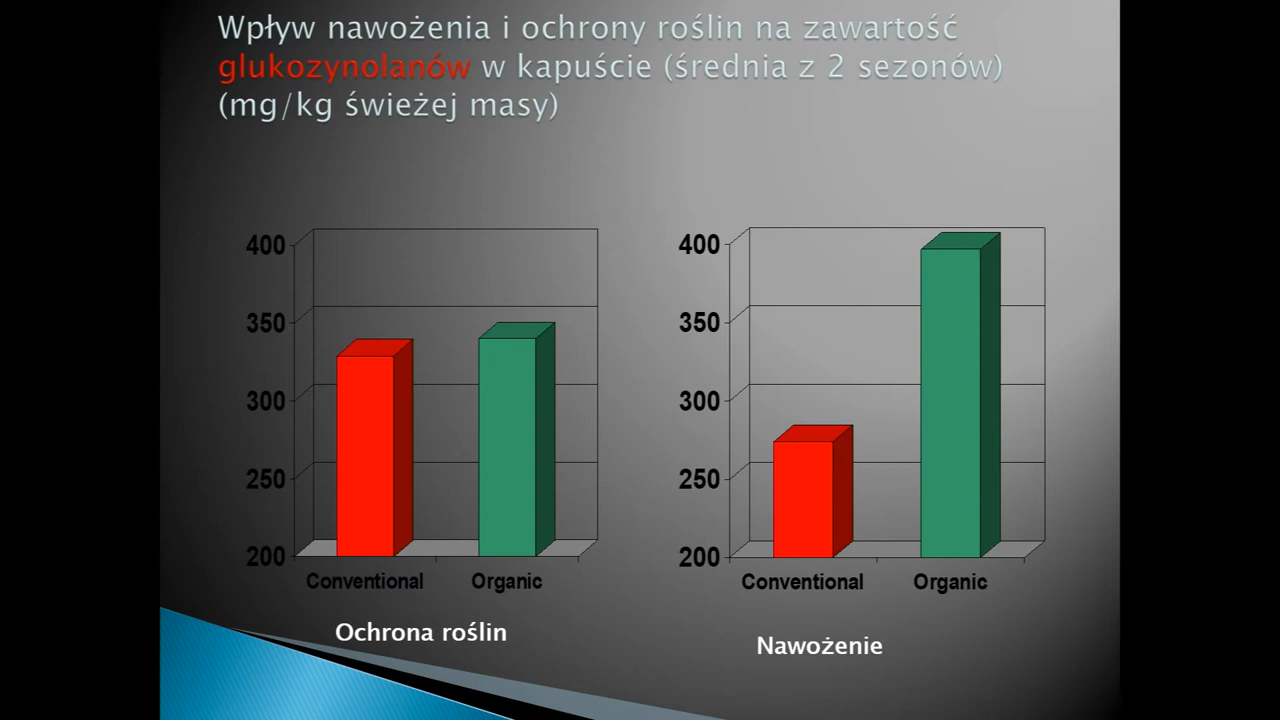 Wpływ nawożenia i ochrony roślin na zawartość
glukozynolanów w kapuście (średnia z 2 sezonów)
(mg/kg świeżej masy)
400
350
300
250
200
Conventional
Organic
Ochrona roślin
400
350
300
250
200
Conventional
Organic
Nawożenie